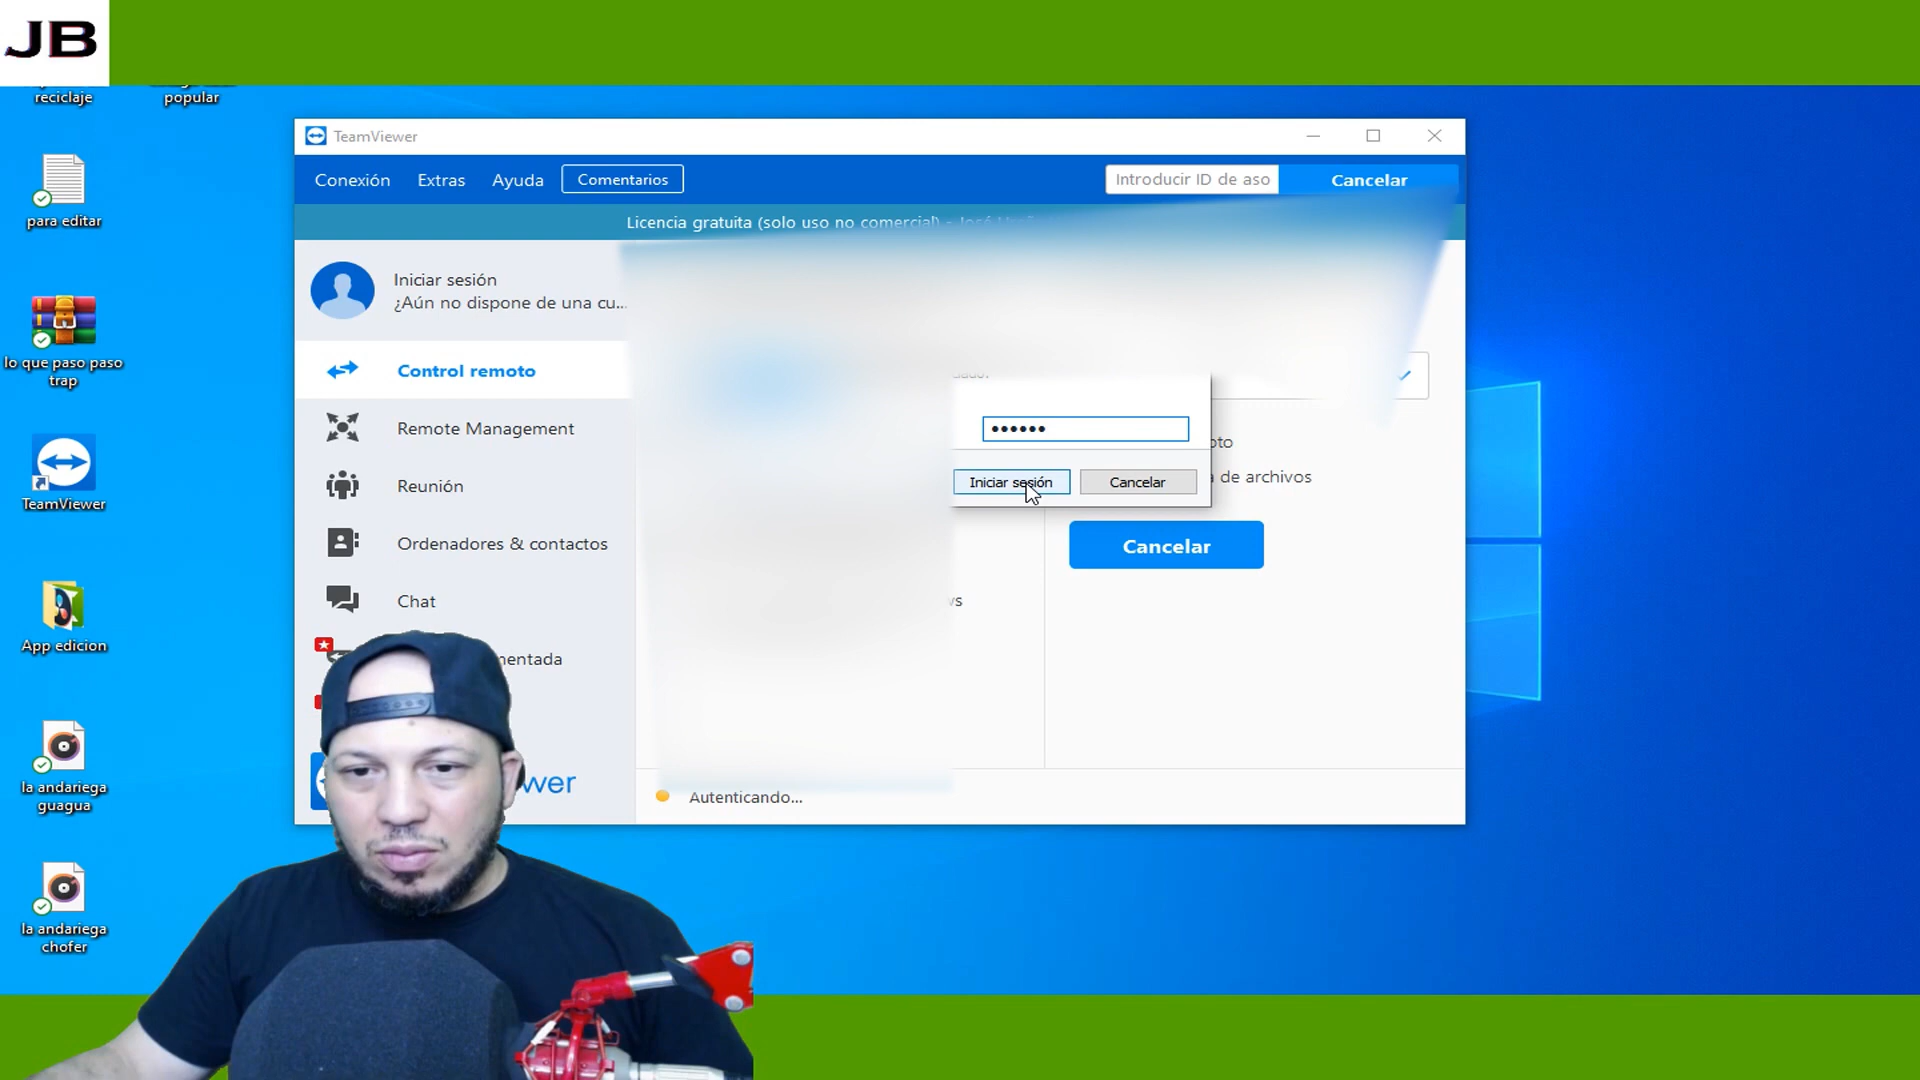 JB
reciclaje
popular
para editar
lo que paso paso
trap
TeamViewer
App edicion
la andariega
guagua
la andariega
chofer
TeamViewer
Conexión
Extras
Ayuda
Comentarios
Introducir ID de aso
Cancelar
Licencia gratuita (solo uso no comercial) - José
Iniciar sesión
¿Aún no dispone de una cu...
Control remoto
Remote Management
Reunión
Ordenadores & contactos
Chat
mentada
wer
••••••
Iniciar sesión
Cancelar
oto
a de archivos
Cancelar
ws
Autenticando...